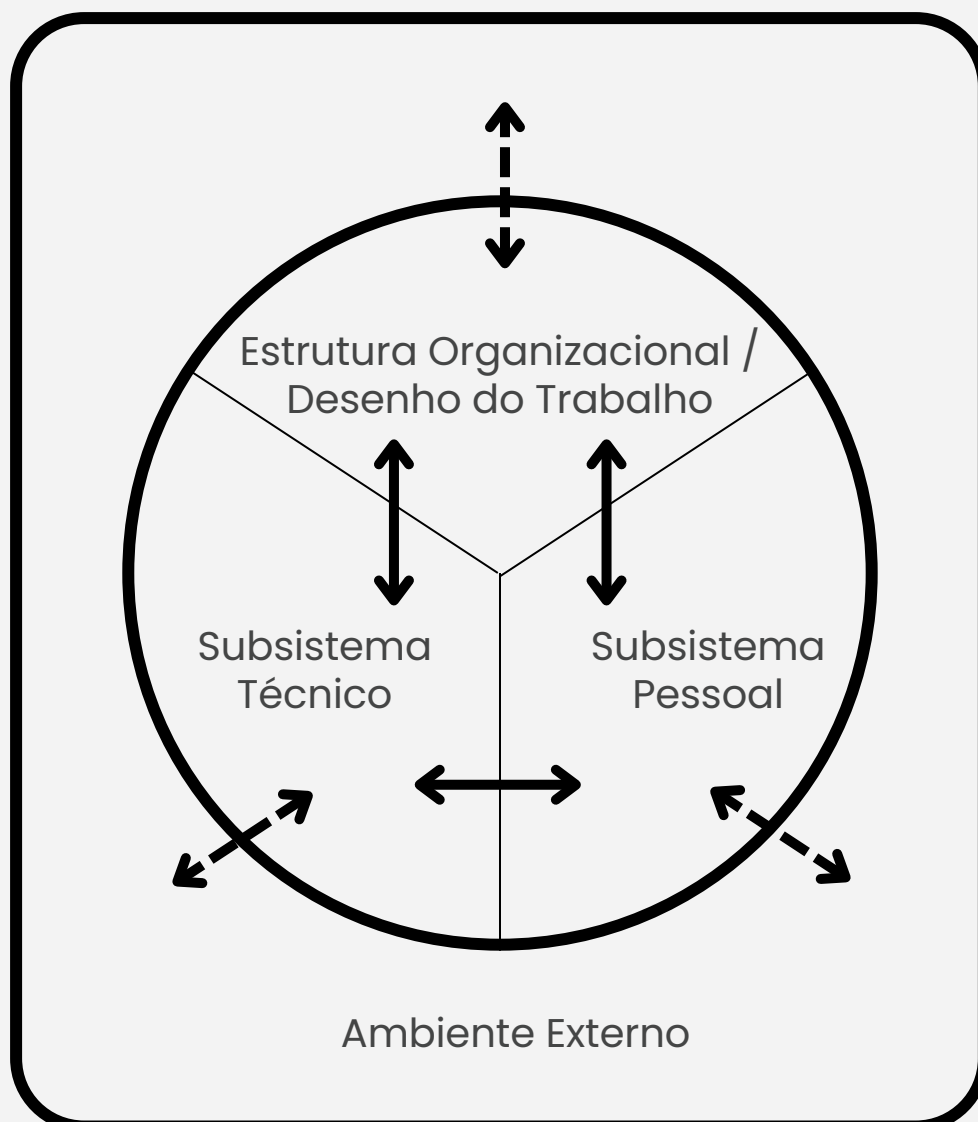 Estrutura Organizacional /
Desenho do Trabalho
Subsistema
Técnico
Subsistema
Pessoal
Ambiente Externo